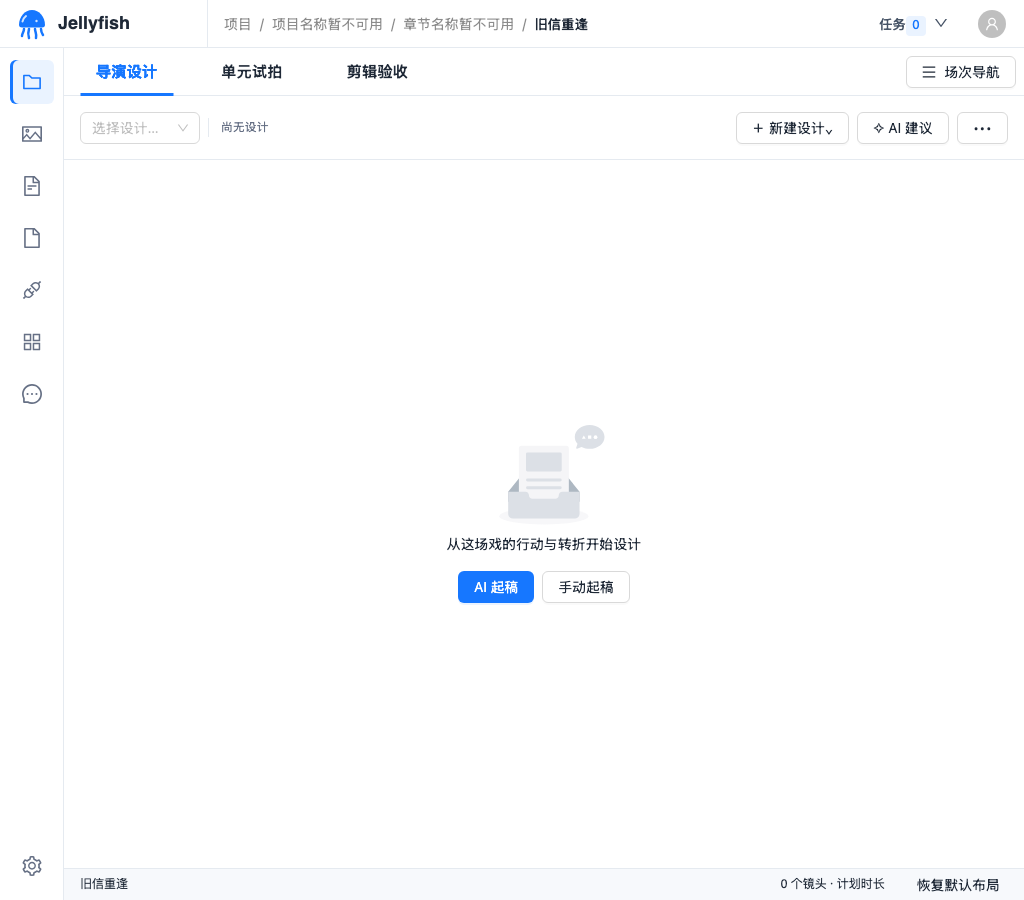 Jellyfish
项目 / 项目名称暂不可用 / 章节名称暂不可用 / 旧信重逢
任务 0
导演设计
单元试拍
剪辑验收
场次导航
选择设计...
尚无设计
新建设计
AI 建议
从这场戏的行动与转折开始设计
AI 起稿
手动起稿
旧信重逢
0 个镜头 · 计划时长
恢复默认布局